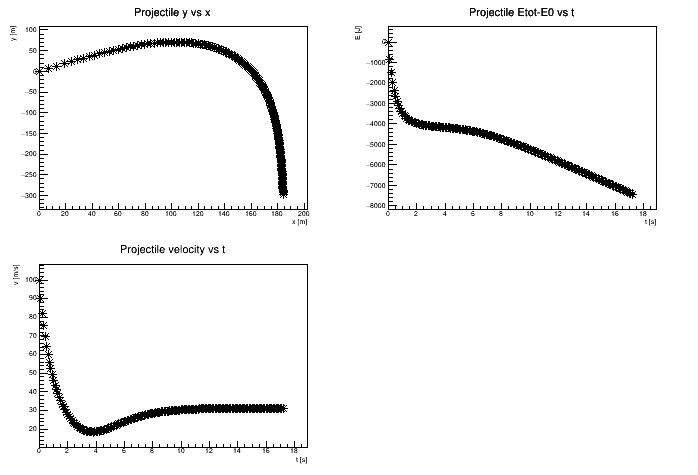 Projectile y vs x
y [m]
100
50
0
−50
−100
−150
−200
−250
−300
0 20 40 60 80 100 120 140 160 180 200
x [m]
Projectile Etot-E0 vs t
E [J]
0
−1000
−2000
−3000
−4000
−5000
−6000
−7000
−8000
0 2 4 6 8 10 12 14 16 18
t [s]
Projectile velocity vs t
v [m/s]
100
90
80
70
60
50
40
30
20
0 2 4 6 8 10 12 14 16 18
t [s]